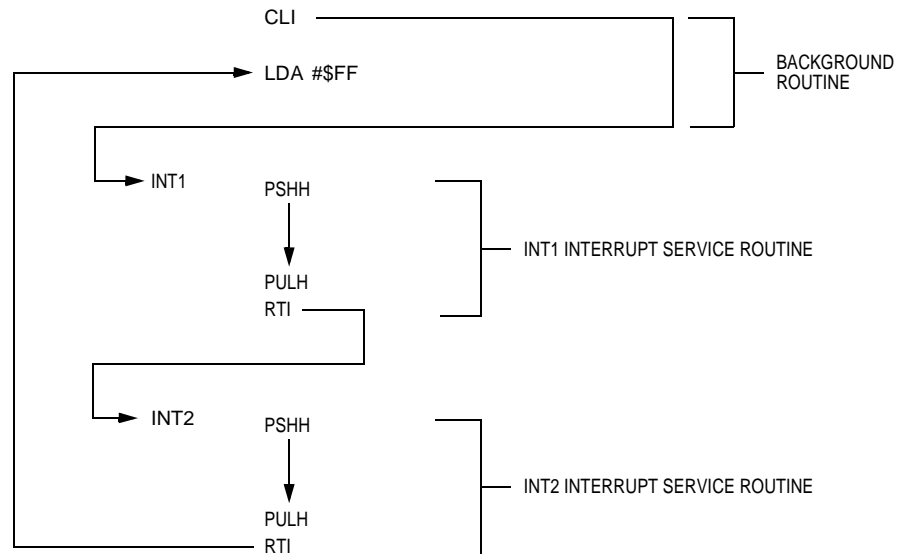 CLI
LDA #$FF
BACKGROUND
ROUTINE
INT1
PSHH
INT1 INTERRUPT SERVICE ROUTINE
PULH
RTI
INT2
PSHH
INT2 INTERRUPT SERVICE ROUTINE
PULH
RTI